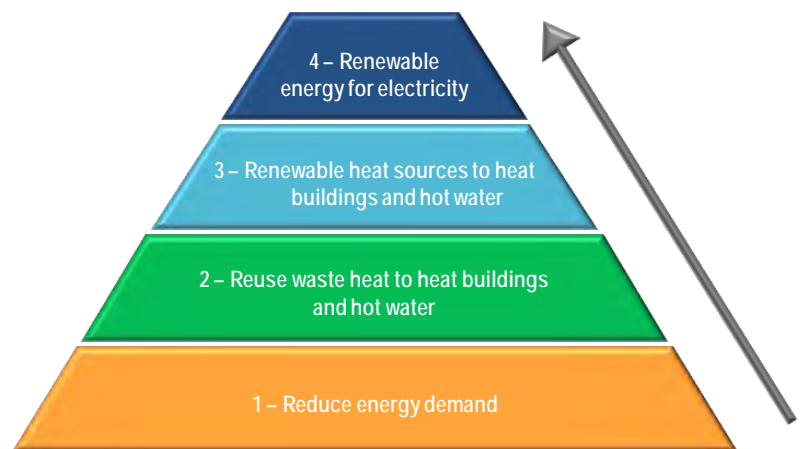 4 – Renewable
energy for electricity
3 – Renewable heat sources to heat
buildings and hot water
2 – Reuse waste heat to heat buildings
and hot water
1 – Reduce energy demand